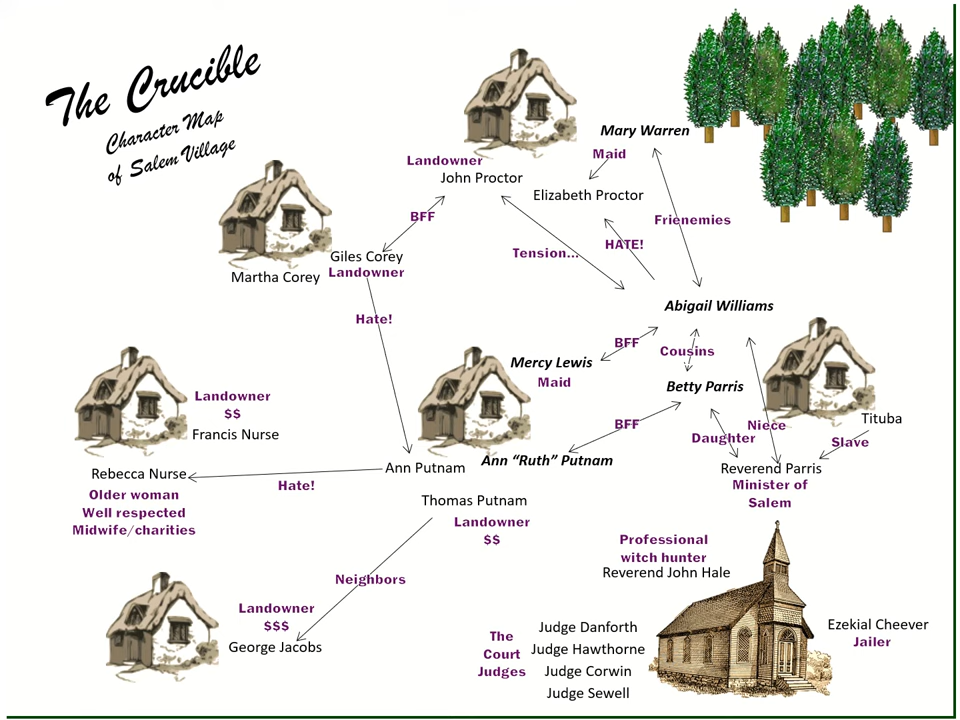 The Crucible
Character Map
of Salem Village
Mary Warren
Maid
Landowner
John Proctor
Elizabeth Proctor
BFF
Frienemies
HATE!
Tension...
Giles Corey
Landowner
Martha Corey
Abigail Williams
Hate!
BFF
Cousins
Mercy Lewis
Maid
Betty Parris
Landowner
$$
Francis Nurse
BFF
Niece
Tituba
Daughter
Slave
Ann Putnam
Ann “Ruth” Putnam
Reverend Parris
Minister of
Salem
Rebecca Nurse
Older woman
Well respected
Midwife/charities
Hate!
Thomas Putnam
Landowner
$$
Professional
witch hunter
Reverend John Hale
Neighbors
Landowner
$$$
George Jacobs
The
Court
Judges
Judge Danforth
Judge Hawthorne
Judge Corwin
Judge Sewell
Ezekial Cheever
Jailer